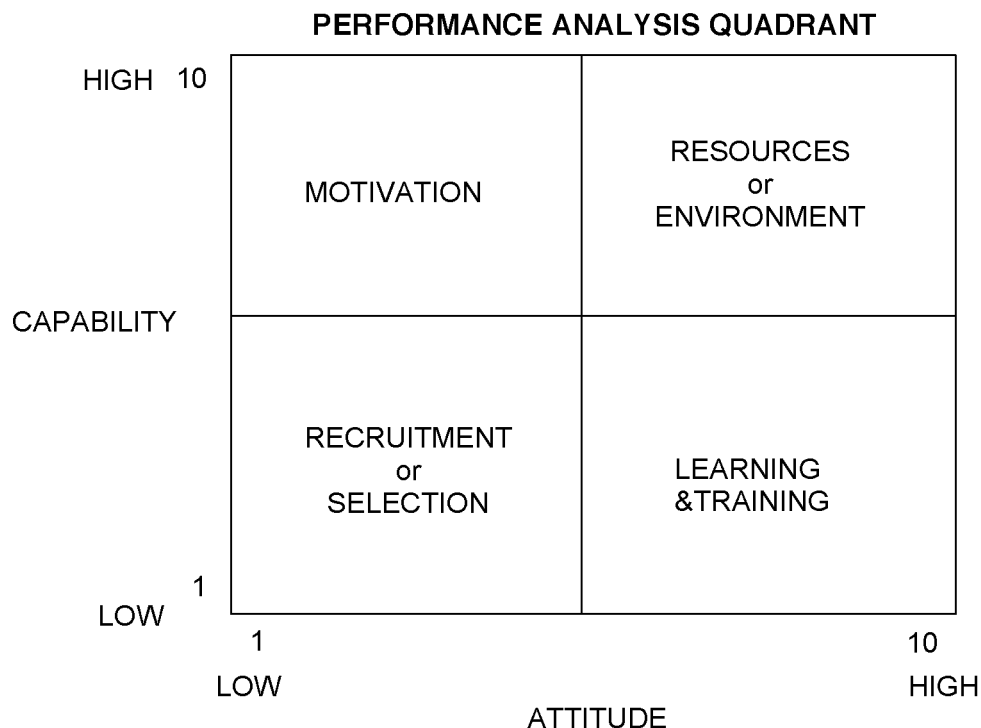 PERFORMANCE ANALYSIS QUADRANT
HIGH 10
MOTIVATION
RESOURCES
or
ENVIRONMENT
CAPABILITY
RECRUITMENT
or
SELECTION
LEARNING
&TRAINING
1
LOW
1
10
LOW
HIGH
ATTITUDE